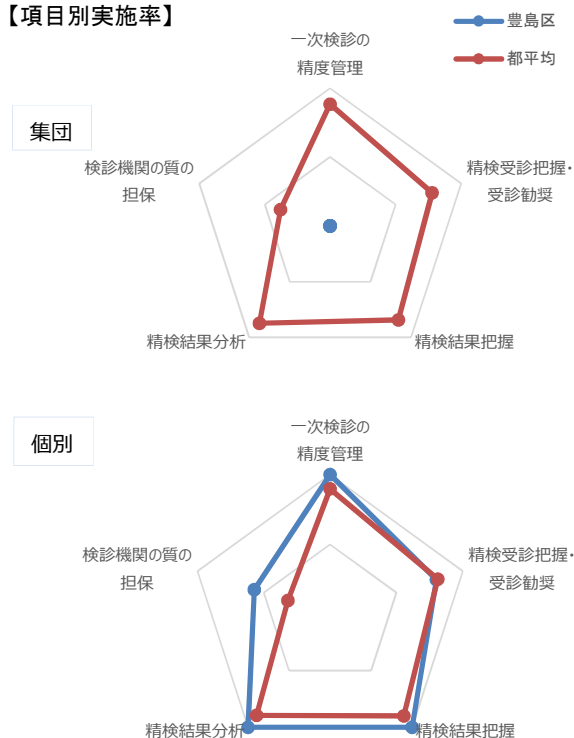 【項目別実施率】
豊島区
都平均
集団
一次検診の
精度管理
精検受診把握・
受診勧奨
精検結果把握
精検結果分析
検診機関の質の
担保
個別
一次検診の
精度管理
精検受診把握・
受診勧奨
精検結果把握
精検結果分析
検診機関の質の
担保